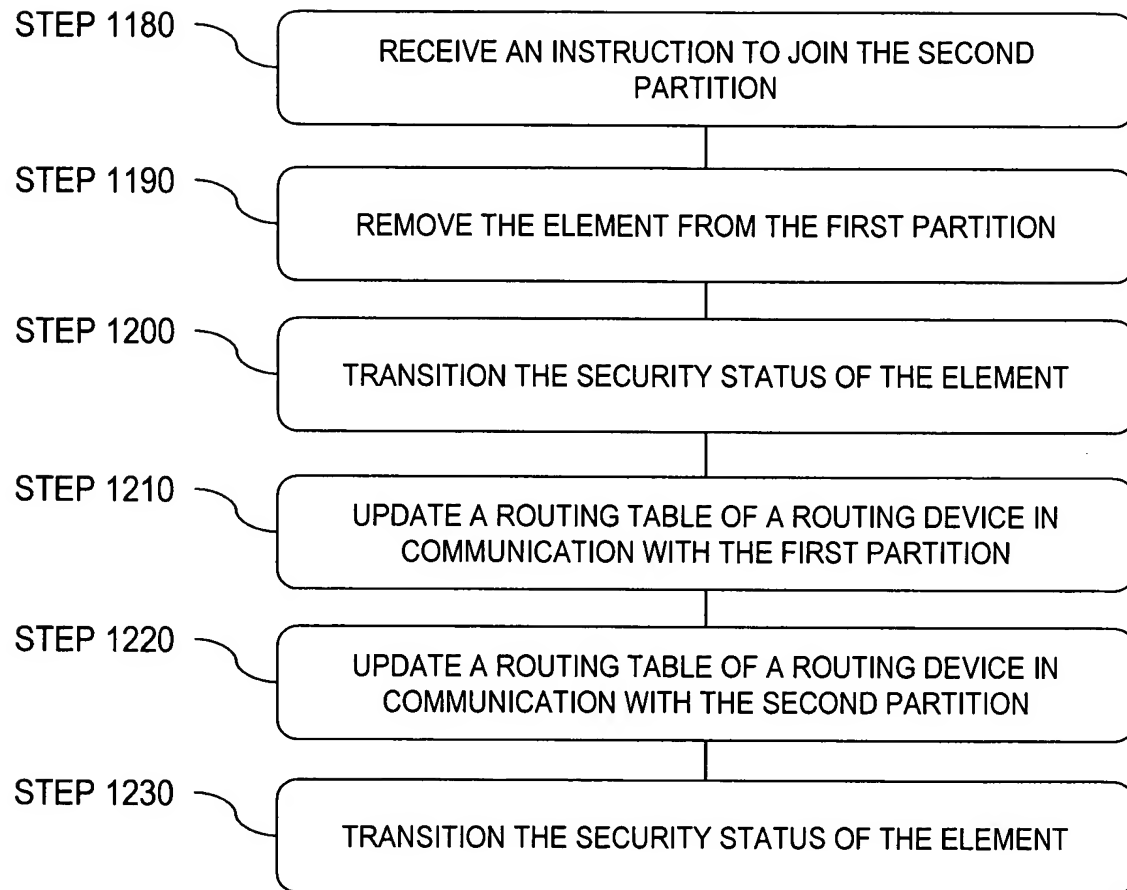 STEP 1180
RECEIVE AN INSTRUCTION TO JOIN THE SECOND
PARTITION
STEP 1190
REMOVE THE ELEMENT FROM THE FIRST PARTITION
STEP 1200
TRANSITION THE SECURITY STATUS OF THE ELEMENT
STEP 1210
UPDATE A ROUTING TABLE OF A ROUTING DEVICE IN
COMMUNICATION WITH THE FIRST PARTITION
STEP 1220
UPDATE A ROUTING TABLE OF A ROUTING DEVICE IN
COMMUNICATION WITH THE SECOND PARTITION
STEP 1230
TRANSITION THE SECURITY STATUS OF THE ELEMENT